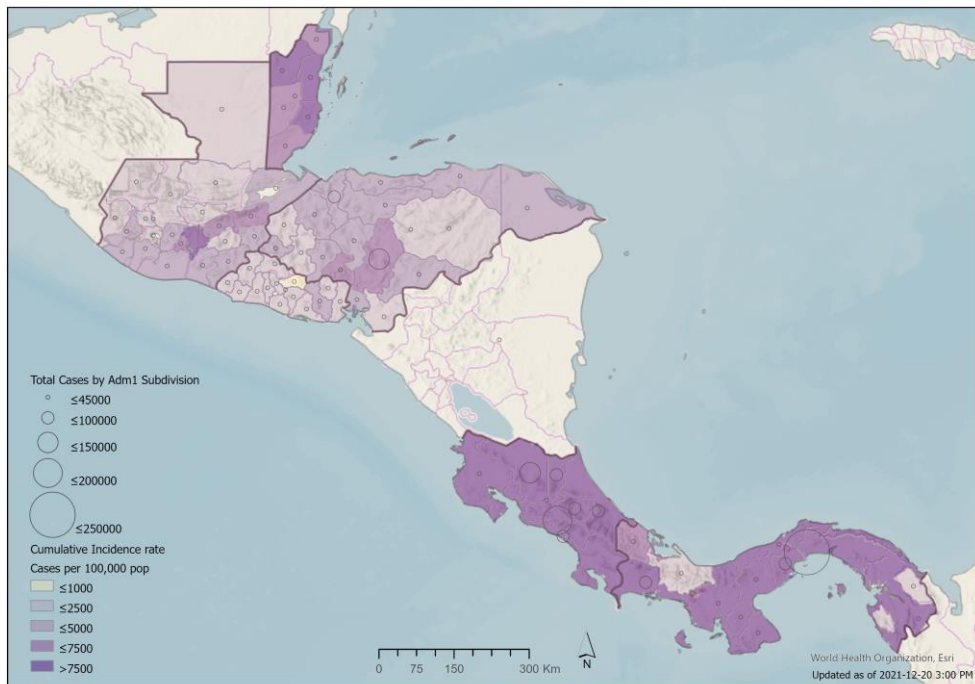 Total Cases by Adm1 Subdivision
≤45000
≤100000
≤150000
≤200000
≤250000
Cumulative Incidence rate
Cases per 100,000 pop
≤1000
≤2500
≤5000
≤7500
>7500
0 75 150 300 Km
N
World Health Organization, Esri
Updated as of 2021-12-20 3:00 PM